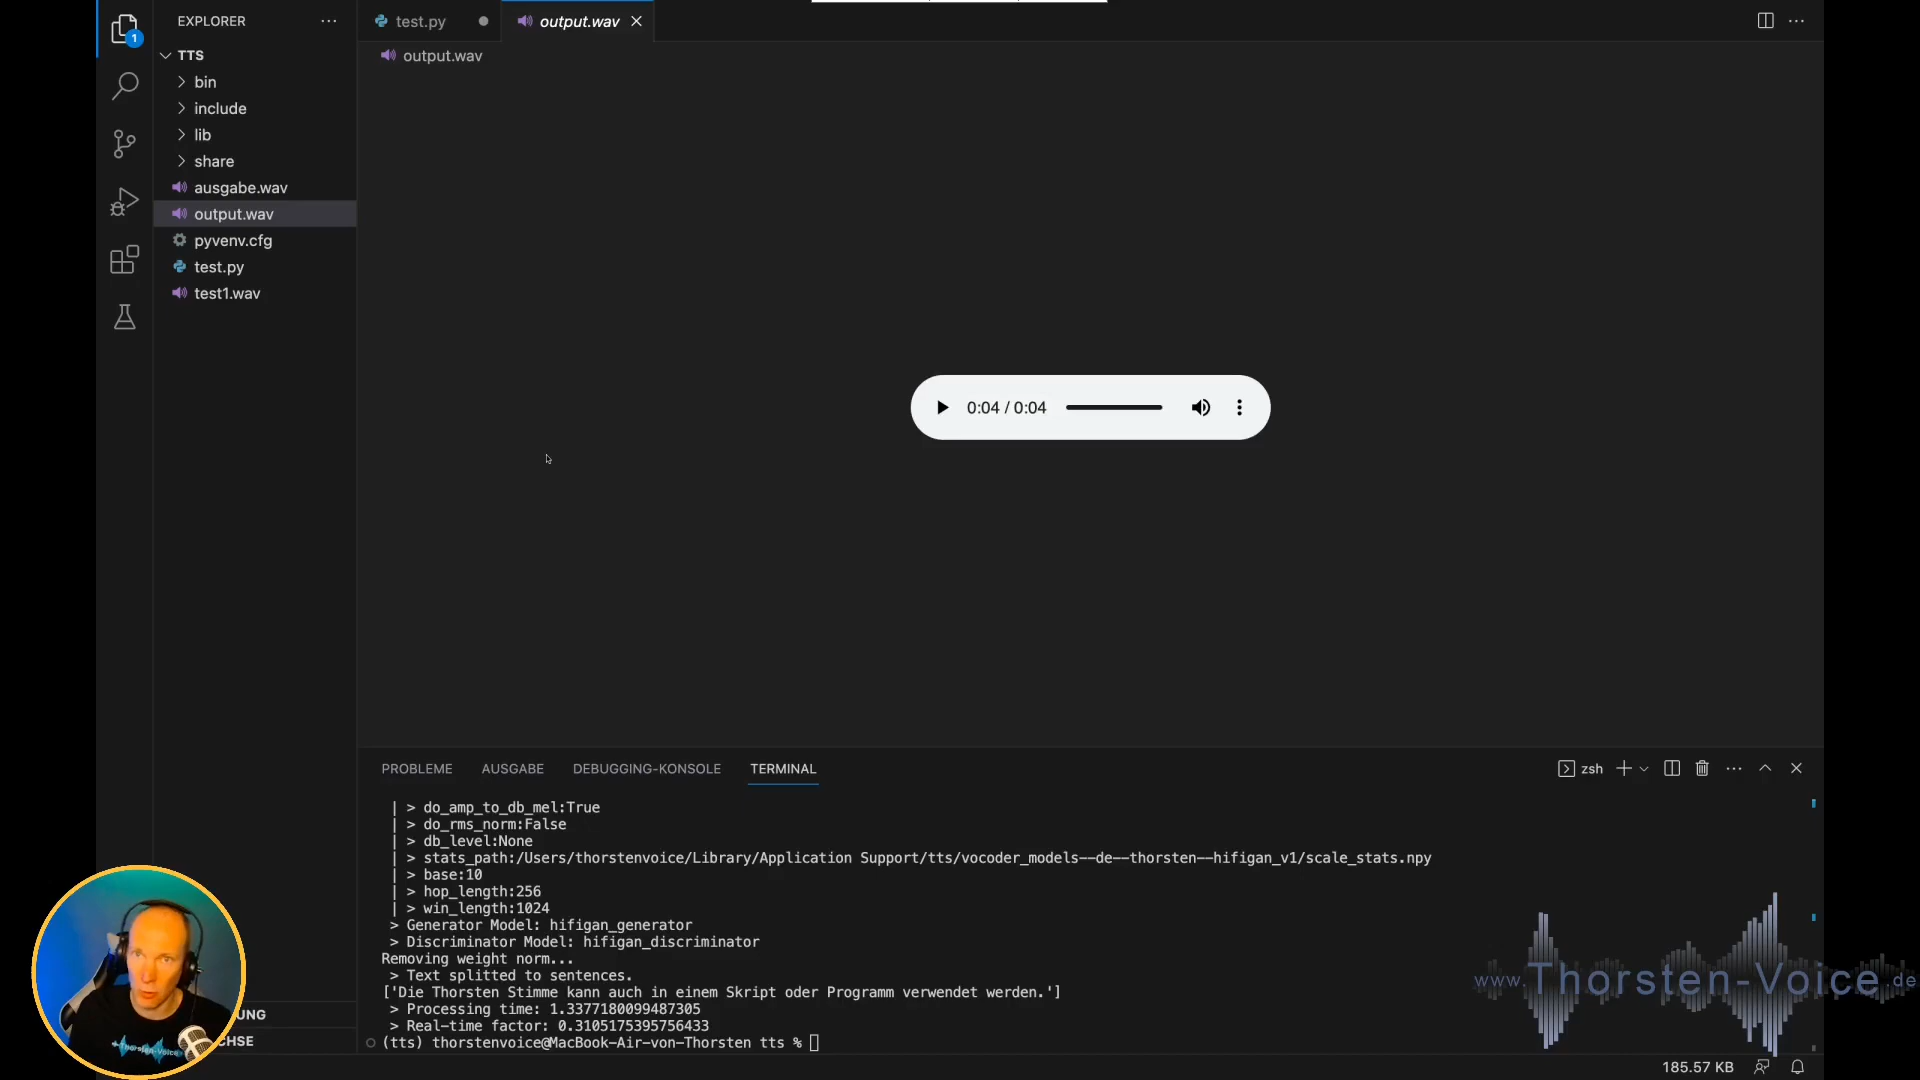 EXPLORER
test.py
output.wav
TTS
output.wav
bin
include
lib
share
ausgabe.wav
output.wav
pyvenv.cfg
test.py
test1.wav
1
0:04 / 0:04
PROBLEME
AUSGABE
DEBUGGING-KONSOLE
TERMINAL
zsh
| > do_amp_to_db_mel:True
| > do_rms_norm:False
| > db_level:None
| > stats_path:/Users/thorstenvoice/Library/Application Support/tts/vocoder_models--de--thorsten--hifigan_v1/scale_stats.npy
| > base:10
| > hop_length:256
| > win_length:1024
> Generator Model: hifigan_generator
> Discriminator Model: hifigan_discriminator
Removing weight norm...
> Text splitted to sentences.
['Die Thorsten Stimme kann auch in einem Skript oder Programm verwendet werden.']
> Processing time: 1.3377180099487305
> Real-time factor: 0.3105175395756433
(tts) thorstenvoice@MacBook-Air-von-Thorsten tts %
UNG
CHSE
Thorsten-Voice
www.Thorsten-Voice.de
185.57 KB